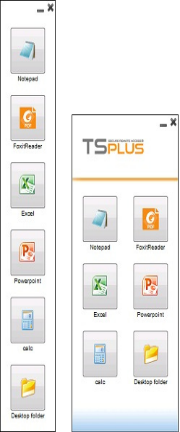 Notepad
FoxitReader
Excel
Powerpoint
calc
Desktop folder
TSPLUS
Notepad
FoxitReader
Excel
Powerpoint
calc
Desktop folder